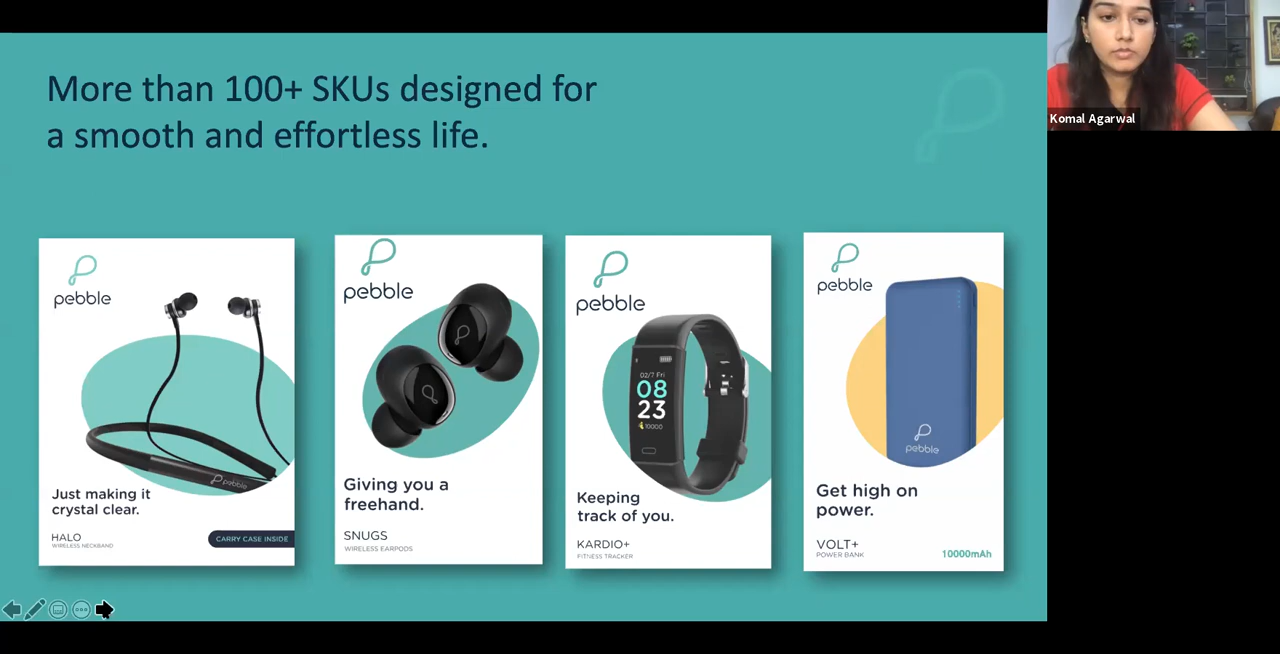 More than 100+ SKUs designed for
a smooth and effortless life.
Komal Agarwal
pebble
pebble
Just making it
crystal clear.
HALO
WIRELESS NECKBAND
CARRY CASE INSIDE
pebble
Giving you a
freehand.
SNUGS
WIRELESS EARPODS
pebble
02/7 Fri
08
23
10000
Keeping
track of you.
KARDIO+
FITNESS TRACKER
pebble
pebble
Get high on
power.
VOLT+
POWER BANK
10000mAh